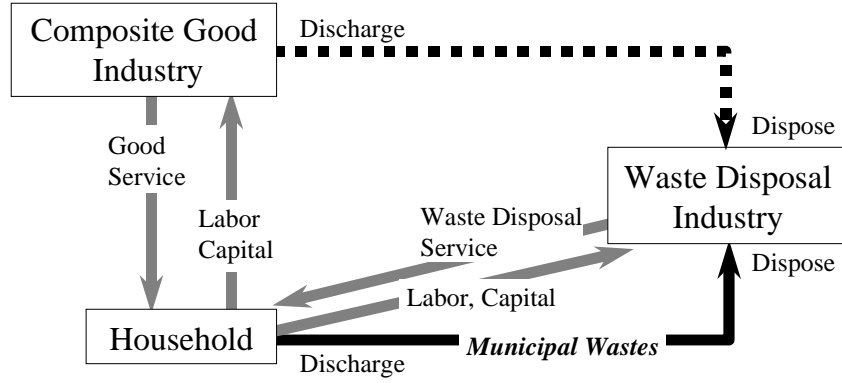 Composite Good
Industry
Discharge
Dispose
Good
Service
Labor
Capital
Waste Disposal
Service
Waste Disposal
Industry
Dispose
Labor, Capital
Household
Discharge
Municipal Wastes